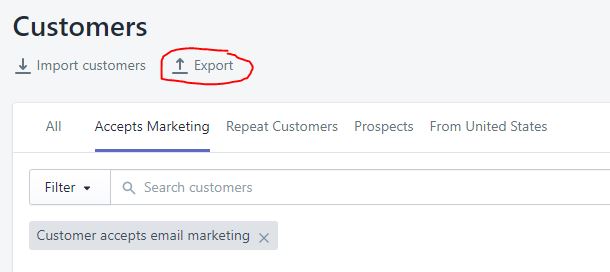 Customers
Import customers Export
All Accepts Marketing Repeat Customers Prospects From United States
Filter Search customers
Customer accepts email marketing